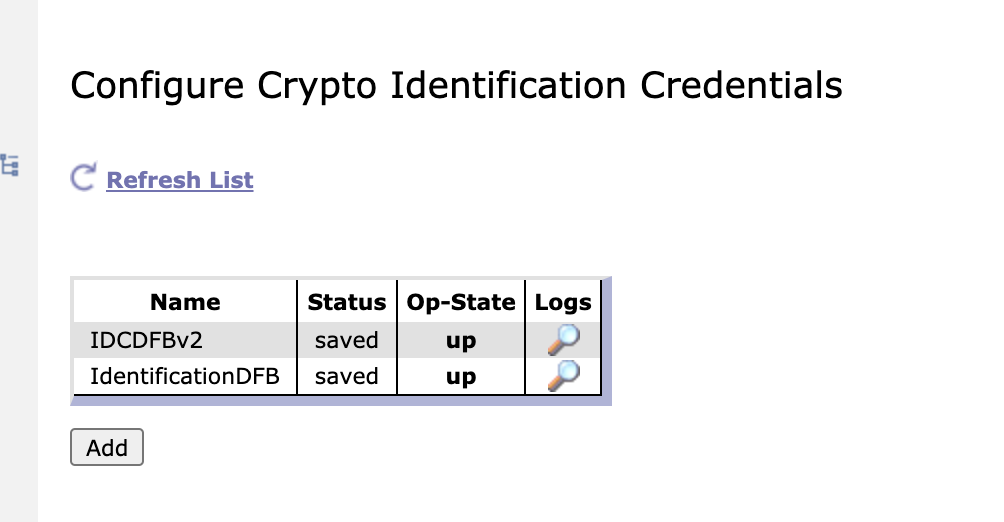 Configure Crypto Identification Credentials
Refresh List
Name Status Op-State Logs
IDCDFBv2 saved up
IdentificationDFB saved up
Add